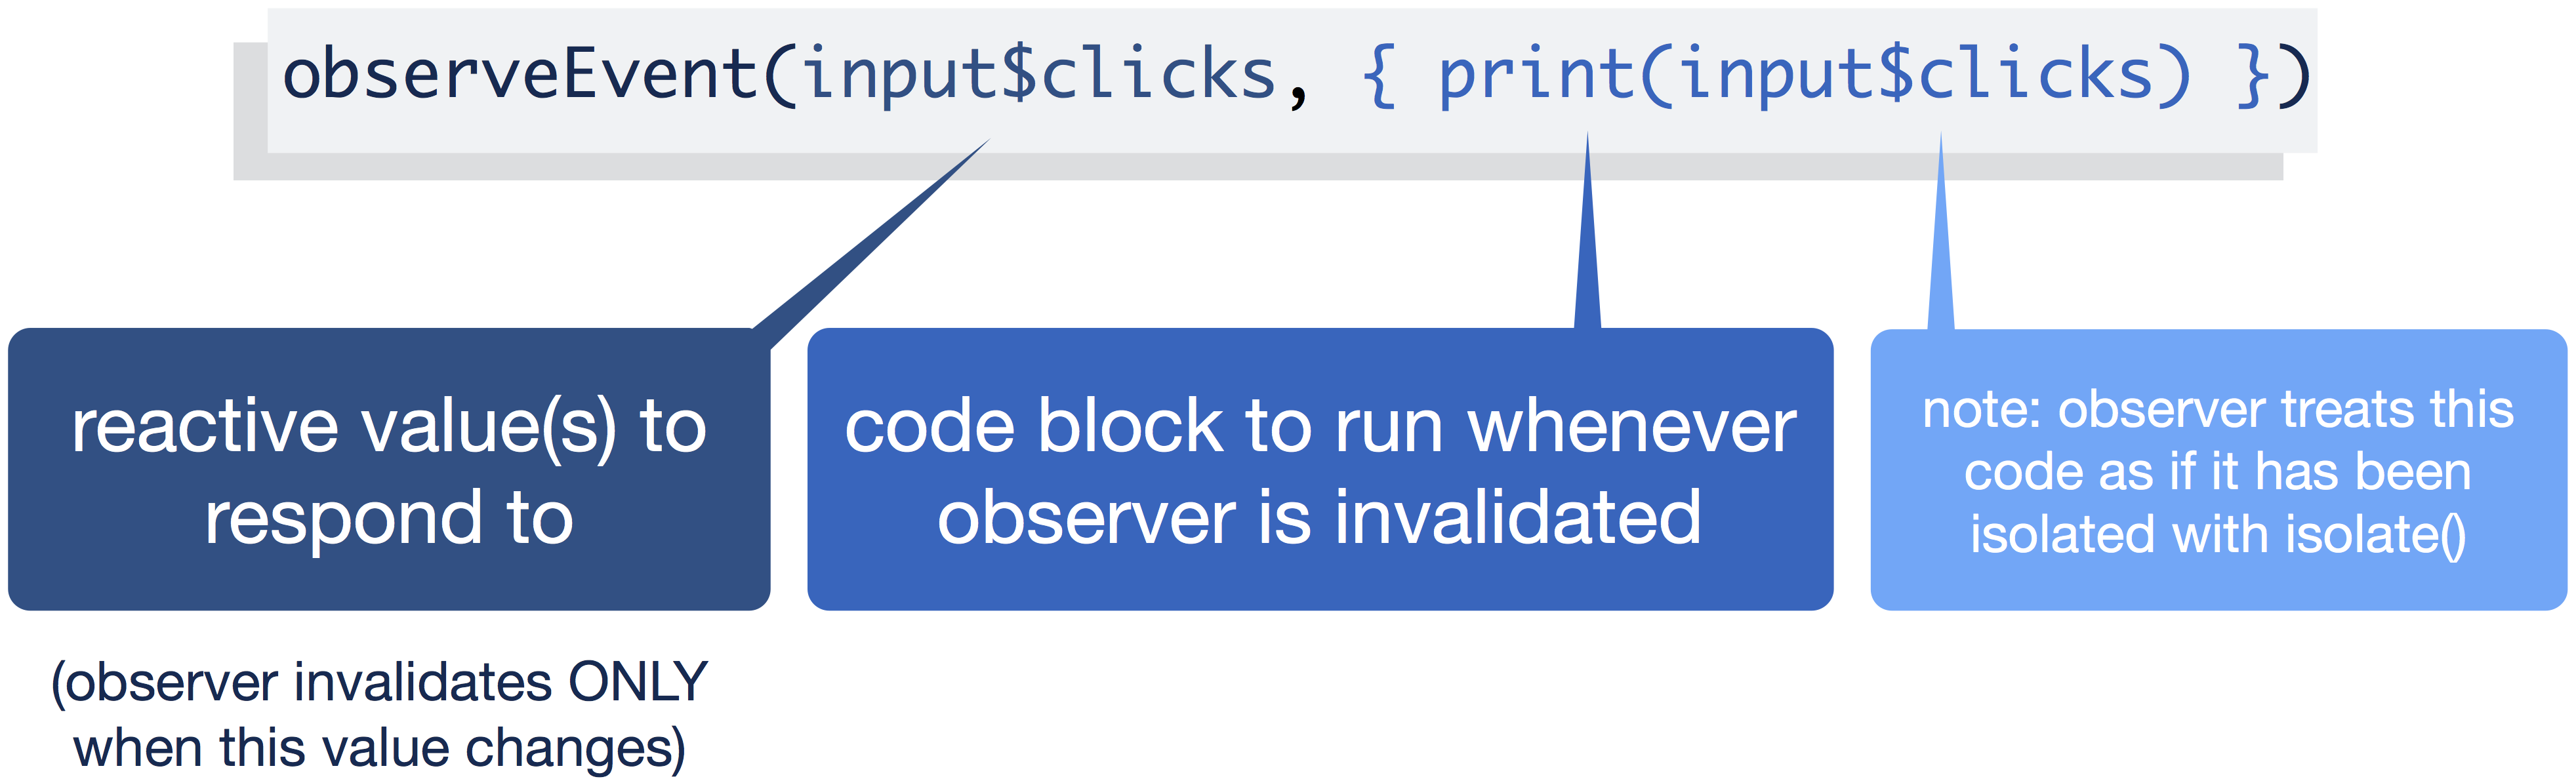 observeEvent(input$clicks, { print(input$clicks) })
reactive value(s) to
respond to
code block to run whenever
observer is invalidated
note: observer treats this
code as if it has been
isolated with isolate()
(observer invalidates ONLY
when this value changes)